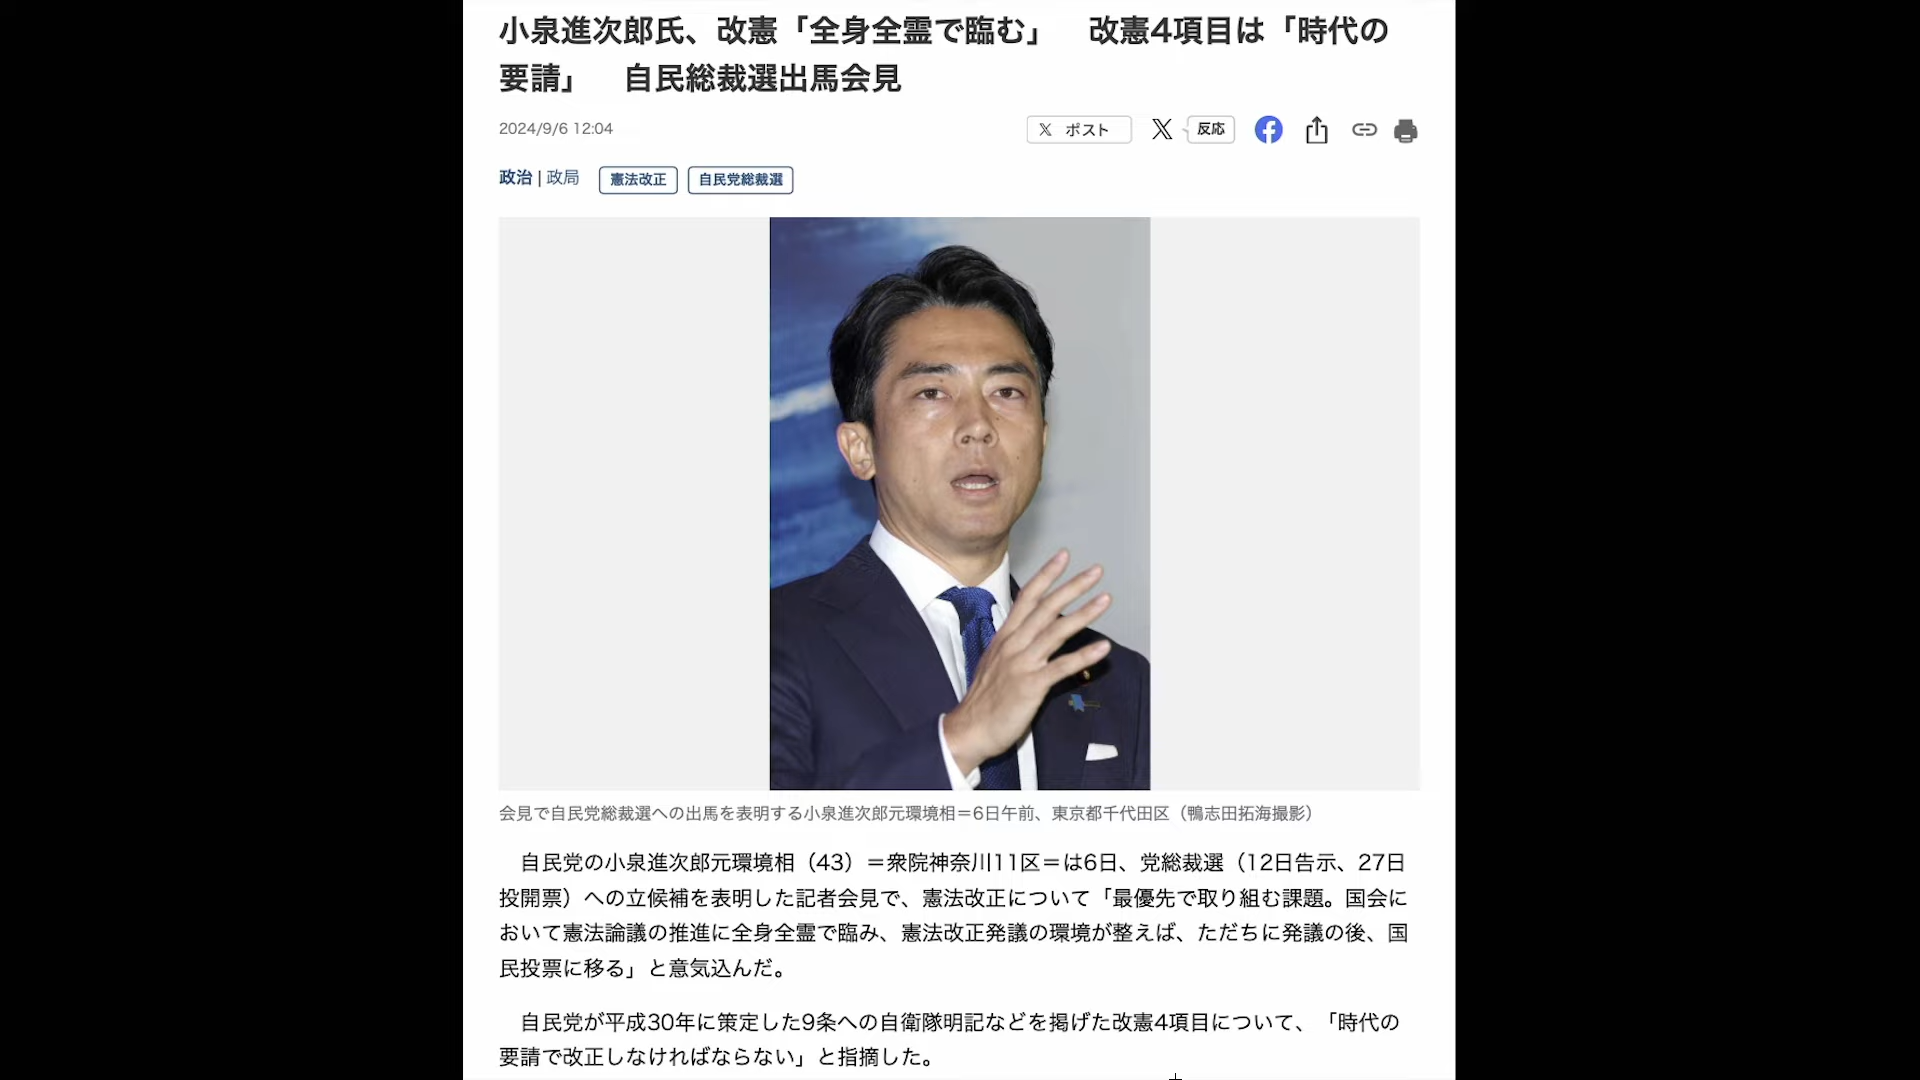 小泉進次郎氏、改憲「全身全霊で臨む」　改憲4項目は「時代の
要請」　自民総裁選出馬会見
2024/9/6 12:04
ポスト
反応
政治 | 政局
憲法改正
自民党総裁選
会見で自民党総裁選への出馬を表明する小泉進次郎元環境相＝6日午前、東京都千代田区（鴨志田拓海撮影）
自民党の小泉進次郎元環境相（43）＝衆院神奈川11区＝は6日、党総裁選（12日告示、27日
投開票）への立候補を表明した記者会見で、憲法改正について「最優先で取り組む課題。国会に
おいて憲法論議の推進に全身全霊で臨み、憲法改正発議の環境が整えば、ただちに発議の後、国
民投票に移る」と意気込んだ。
自民党が平成30年に策定した9条への自衛隊明記などを掲げた改憲4項目について、「時代の
要請で改正しなければならない」と指摘した。